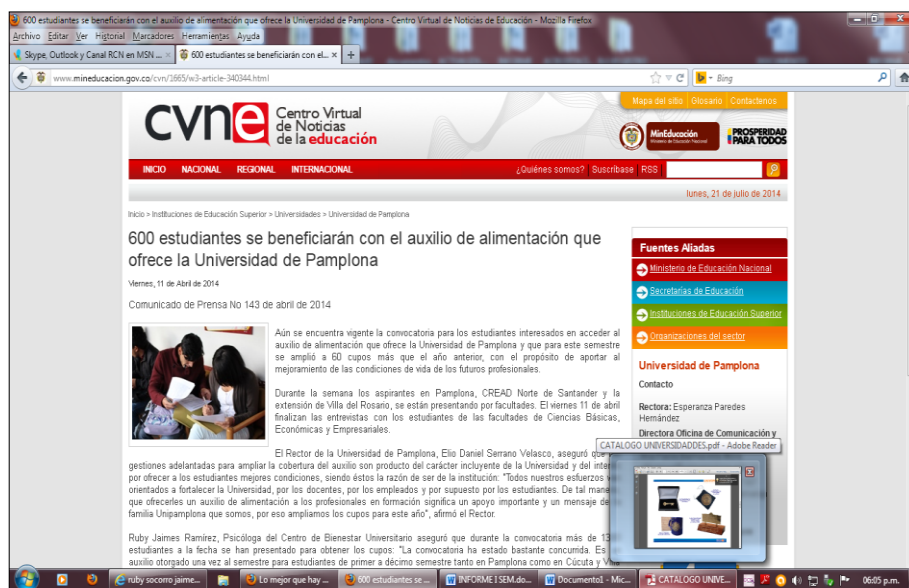 600 estudiantes se beneficiarán con el auxilio de alimentación que ofrece la Universidad de Pamplona - Centro Virtual de Noticias de Educación - Mozilla Firefox
Archivo Editar Ver Historial Marcadores Herramientas Ayuda
Skype, Outlook y Canal RCN en MSN ...
600 estudiantes se beneficiarán con el...
www.mineducacion.gov.co/cvn/1665/w3-article-340344.html
Bing
Mapa del sitio Glosario Contactenos
cvne Centro Virtual
de Noticias
de la educación
MinEducación
Ministerio de Educación Nacional
PROSPERIDAD
PARA TODOS
INICIO NACIONAL REGIONAL INTERNACIONAL ¿Quiénes somos? Suscríbase RSS
lunes, 21 de julio de 2014
Inicio > Instituciones de Educación Superior > Universidades > Universidad de Pamplona
600 estudiantes se beneficiarán con el auxilio de alimentación que
ofrece la Universidad de Pamplona
Viernes, 11 de Abril de 2014
Comunicado de Prensa No 143 de abril de 2014
Aún se encuentra vigente la convocatoria para los estudiantes interesados en acceder al
auxilio de alimentación que ofrece la Universidad de Pamplona y que para este semestre
se amplió a 60 cupos más que el año anterior, con el propósito de aportar al
mejoramiento de las condiciones de vida de los futuros profesionales.
Durante la semana los aspirantes en Pamplona, CREAD Norte de Santander y la
extensión de Villa del Rosario, se están presentando por facultades. El viernes 11 de abril
finalizan las entrevistas con los estudiantes de las facultades de Ciencias Básicas,
Económicas y Empresariales.
El Rector de la Universidad de Pamplona, Elio Daniel Serrano Velasco, aseguró que
gestiones adelantadas para ampliar la cobertura del auxilio son producto del carácter incluyente de la Universidad y del
por ofrecer a los estudiantes mejores condiciones, siendo éstos la razón de ser de la institución: "Todos nuestros esfuerzos
orientados a fortalecer la Universidad, por los docentes, por los empleados y por supuesto por los estudiantes. De tal
que ofrecerles un auxilio de alimentación a los profesionales en formación significa un apoyo importante y un mensaje
familia Unipamplona que somos, por eso ampliamos los cupos para este año", afirmó el Rector.
Ruby Jaimes Ramírez, Psicóloga del Centro de Bienestar Universitario aseguró que durante la convocatoria más de
estudiantes a la fecha se han presentado para obtener los cupos: "La convocatoria ha estado bastante concurrida. Es
auxilio otorgado una vez al semestre para estudiantes de primer a décimo semestre tanto en Pamplona como en Cúcuta y
Fuentes Aliadas
Ministerio de Educación Nacional
Secretarías de Educación
Instituciones de Educación Superior
Organizaciones del sector
Universidad de Pamplona
Contacto
Rectora: Esperanza Paredes
Hernández
Directora Oficina de Comunicación y
CATALOGO UNIVERSIDADDES.pdf - Adobe Reader
ruby socorro jaime...
Lo mejor que hay ...
600 estudiantes se ...
INFORME I SEM.do...
Documento1 - Mic...
CATALOGO UNIVE...
ES
06:05 p.m.